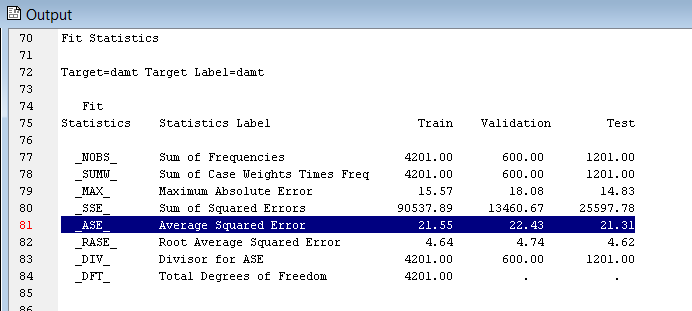 Output
70 Fit Statistics
71
72 Target=damt Target Label=damt
73
74 Fit
75 Statistics Statistics Label Train Validation Test
76
77 _NOBS_ Sum of Frequencies 4201.00 600.00 1201.00
78 _SUMW_ Sum of Case Weights Times Freq 4201.00 600.00 1201.00
79 _MAX_ Maximum Absolute Error 15.57 18.08 14.83
80 _SSE_ Sum of Squared Errors 90537.89 13460.67 25597.78
81 _ASE_ Average Squared Error 21.55 22.43 21.31
82 _RASE_ Root Average Squared Error 4.64 4.74 4.62
83 _DIV_ Divisor for ASE 4201.00 600.00 1201.00
84 _DFT_ Total Degrees of Freedom 4201.00 . .
85
86